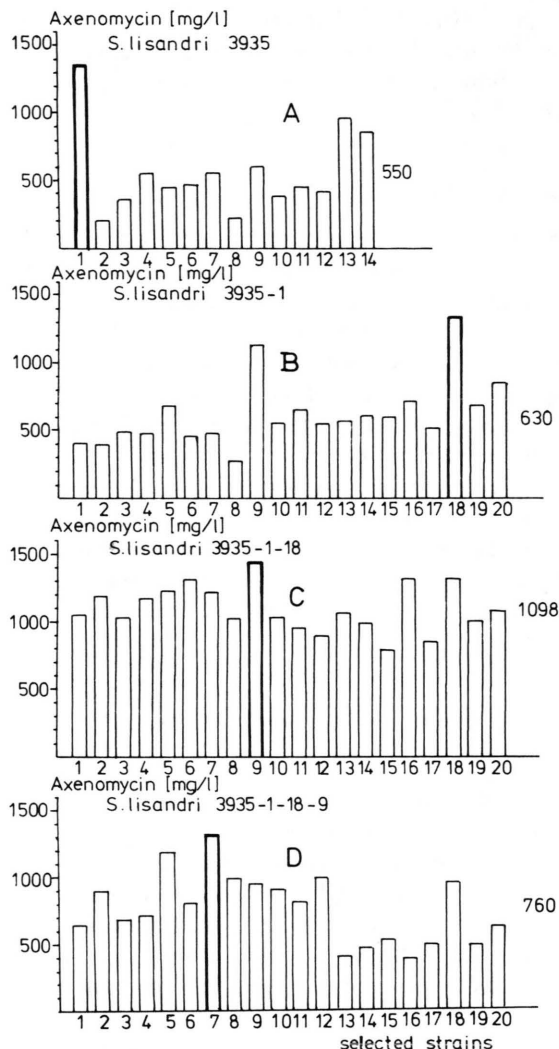 Axenomycin [mg/l]
S.lisandri 3935
1500
1000
500
A
550
1 2 3 4 5 6 7 8 9 10 11 12 13 14
Axenomycin [mg/l]
S.lisandri 3935-1
1500
1000
500
B
630
1 2 3 4 5 6 7 8 9 10 11 12 13 14 15 16 17 18 19 20
Axenomycin [mg/l]
S.lisandri 3935-1-18
1500
1000
500
C
1098
1 2 3 4 5 6 7 8 9 10 11 12 13 14 15 16 17 18 19 20
Axenomycin [mg/l]
S.lisandri 3935-1-18-9
1500
1000
500
D
760
1 2 3 4 5 6 7 8 9 10 11 12 13 14 15 16 17 18 19 20
selected strains